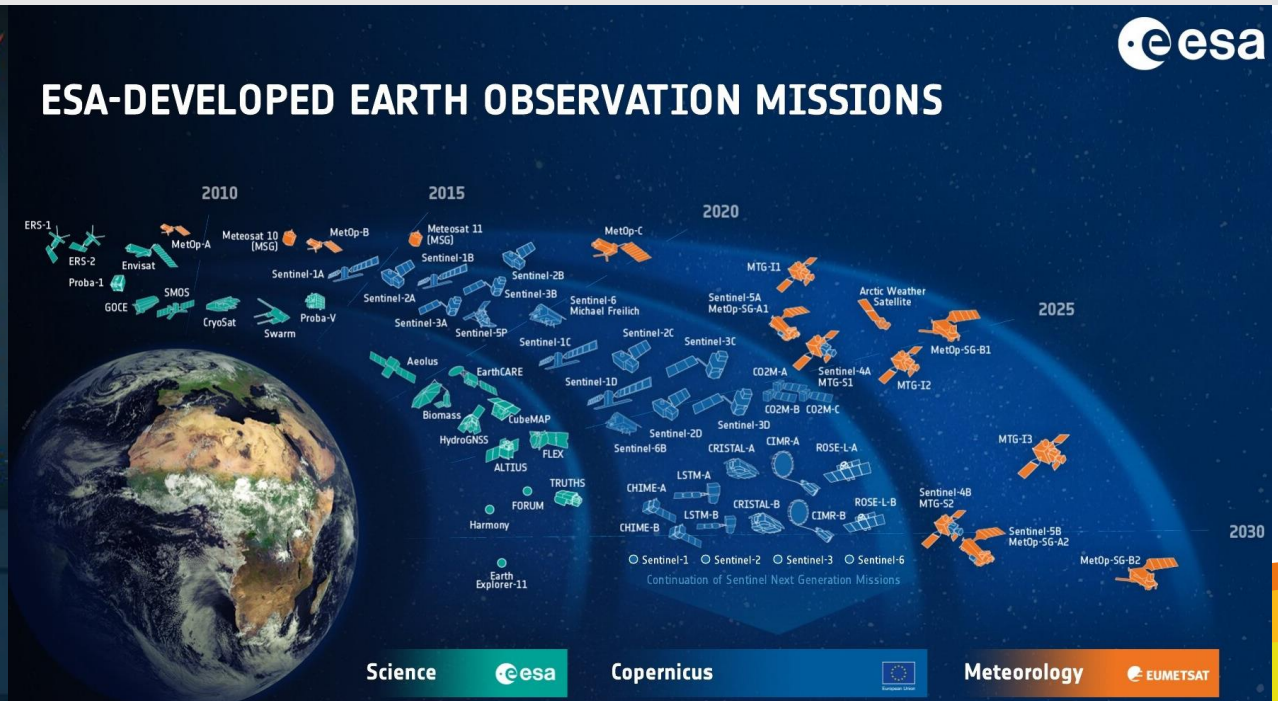 esa
ESA-DEVELOPED EARTH OBSERVATION MISSIONS
2010
2015
2020
2025
2030
ERS-1
ERS-2
Envisat
MetOp-A
Meteosat 10
(MSG)
MetOp-B
Meteosat 11
(MSG)
MetOp-C
Proba-1
GOCE
SMOS
CryoSat
Swarm
Proba-V
Sentinel-1A
Sentinel-2A
Sentinel-1B
Sentinel-2B
Sentinel-3A
Sentinel-3B
Sentinel-5P
Sentinel-6
Michael Freilich
MTG-I1
Sentinel-5A
MetOp-SG-A1
Arctic Weather
Satellite
MetOp-SG-B1
Sentinel-4A
MTG-S1
MTG-I2
Sentinel-1C
Sentinel-2C
Sentinel-3C
Aeolus
EarthCARE
Biomass
CubeMAP
HydroGNSS
FLEX
ALTIUS
TRUTHS
FORUM
Harmony
Earth
Explorer-11
Sentinel-1D
Sentinel-2D
Sentinel-3D
Sentinel-6B
CO2M-A
CO2M-B
CO2M-C
CRISTAL-A
CIMR-A
ROSE-L-A
LSTM-A
CHIME-A
CRISTAL-B
CIMR-B
ROSE-L-B
LSTM-B
CHIME-B
MTG-I3
Sentinel-4B
MTG-S2
Sentinel-5B
MetOp-SG-A2
MetOp-SG-B2
Sentinel-1
Sentinel-2
Sentinel-3
Sentinel-6
Continuation of Sentinel Next Generation Missions
Science
esa
Copernicus
European Union
Meteorology
EUMETSAT